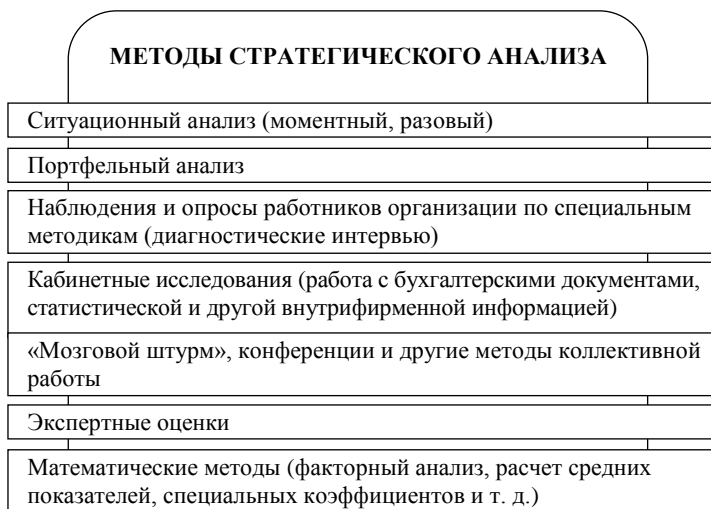 МЕТОДЫ СТРАТЕГИЧЕСКОГО АНАЛИЗА
Ситуационный анализ (моментный, разовый)
Портфельный анализ
Наблюдения и опросы работников организации по специальным
методикам (диагностические интервью)
Кабинетные исследования (работа с бухгалтерскими документами,
статистической и другой внутрифирменной информацией)
«Мозговой штурм», конференции и другие методы коллективной
работы
Экспертные оценки
Математические методы (факторный анализ, расчет средних
показателей, специальных коэффициентов и т. д.)